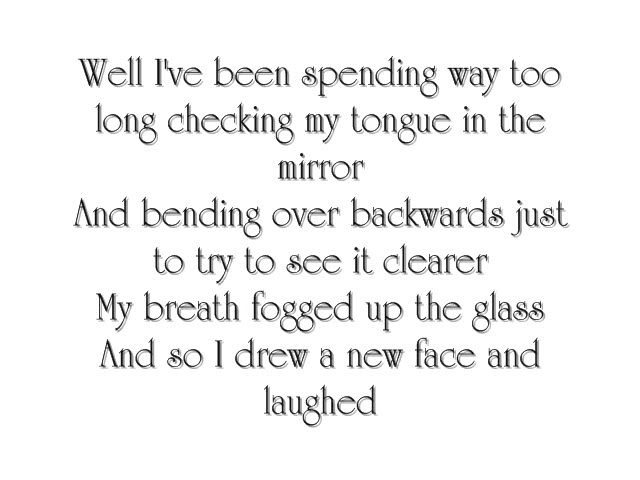 Well I've been spending way too
long checking my tongue in the
mirror
And bending over backwards just
to try to see it clearer
My breath fogged up the glass
And so I drew a new face and
laughed